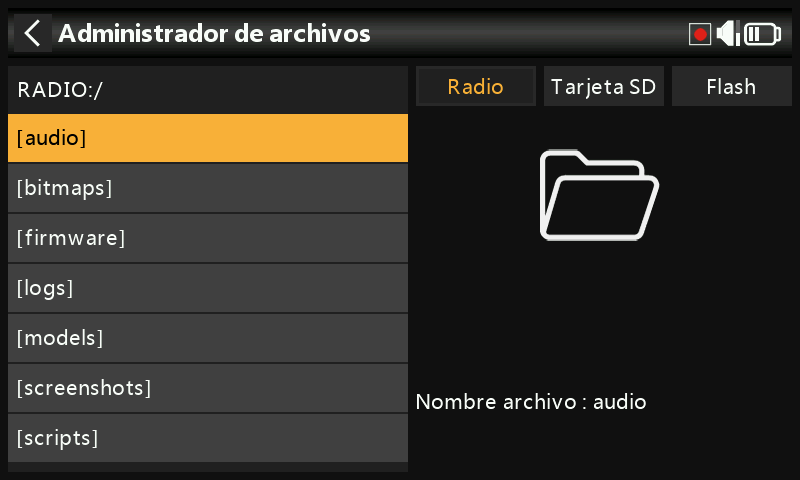 Administrador de archivos
RADIO:/
[audio]
[bitmaps]
[firmware]
[logs]
[models]
[screenshots]
[scripts]
Radio
Tarjeta SD
Flash
Nombre archivo : audio